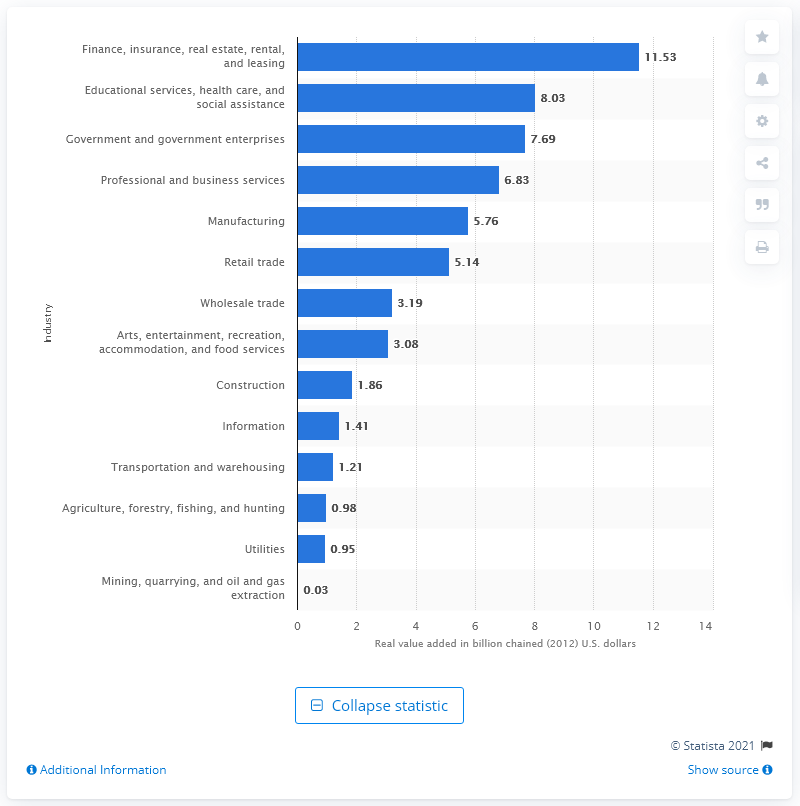 Finance, insurance, real estate, rental,
and leasing
11.53
Educational services, health care, and
social assistance
8.03
Government and government enterprises
7.69
Professional and business services
6.83
Manufacturing
5.76
Retail trade
5.14
Wholesale trade
3.19
Arts, entertainment, recreation,
accommodation, and food services
3.08
Construction
1.86
Information
1.41
Transportation and warehousing
1.21
Agriculture, forestry, fishing, and hunting
0.98
Utilities
0.95
Mining, quarrying, and oil and gas
extraction
0.03
Industry
0 2 4 6 8 10 12 14
Real value added in billion chained (2012) U.S. dollars
Collapse statistic
© Statista 2021
Additional Information
Show source